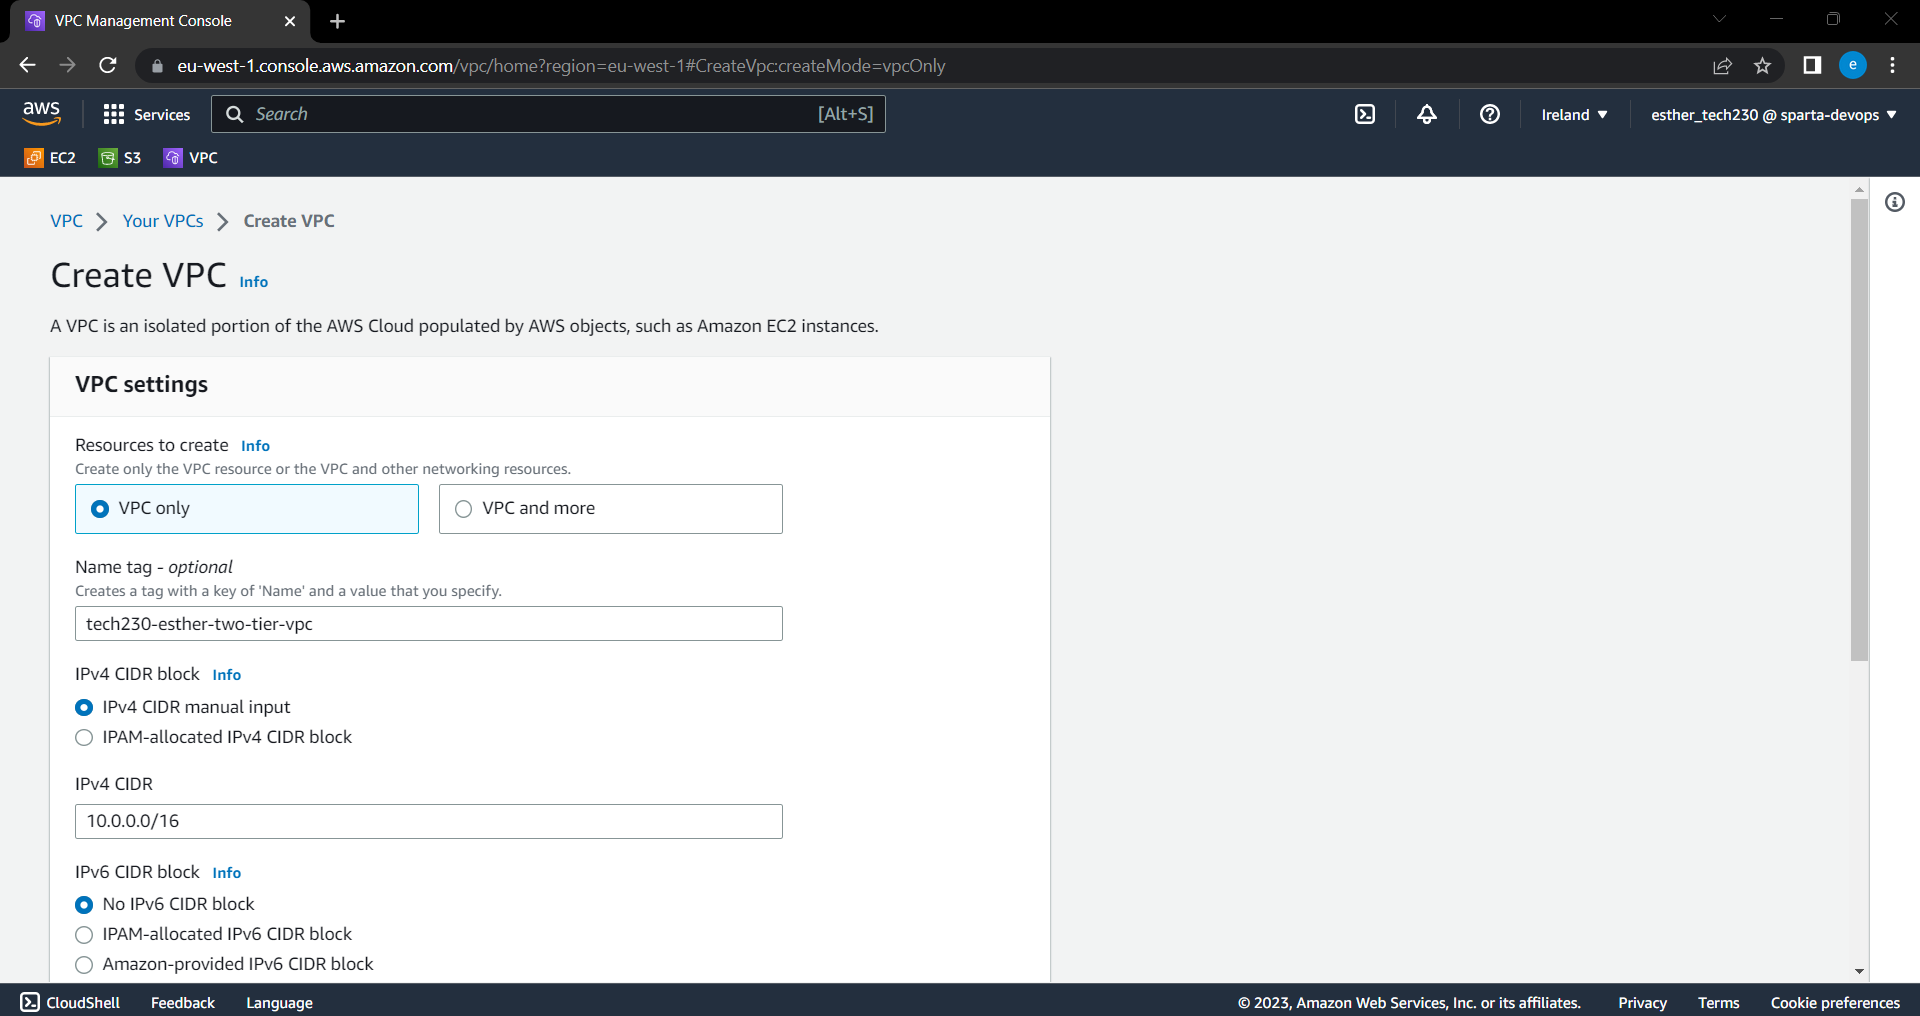 VPC Management Console
eu-west-1.console.aws.amazon.com/vpc/home?region=eu-west-1#CreateVpc:createMode=vpcOnly
e
aws
Services
Search
[Alt+S]
Ireland
esther_tech230 @ sparta-devops
EC2
S3
VPC
VPC
Your VPCs
Create VPC
Create VPC Info
A VPC is an isolated portion of the AWS Cloud populated by AWS objects, such as Amazon EC2 instances.
VPC settings
Resources to create Info
Create only the VPC resource or the VPC and other networking resources.
VPC only
VPC and more
Name tag - optional
Creates a tag with a key of 'Name' and a value that you specify.
tech230-esther-two-tier-vpc
IPv4 CIDR block Info
IPv4 CIDR manual input
IPAM-allocated IPv4 CIDR block
IPv4 CIDR
10.0.0.0/16
IPv6 CIDR block Info
No IPv6 CIDR block
IPAM-allocated IPv6 CIDR block
Amazon-provided IPv6 CIDR block
CloudShell
Feedback
Language
© 2023, Amazon Web Services, Inc. or its affiliates.
Privacy
Terms
Cookie preferences